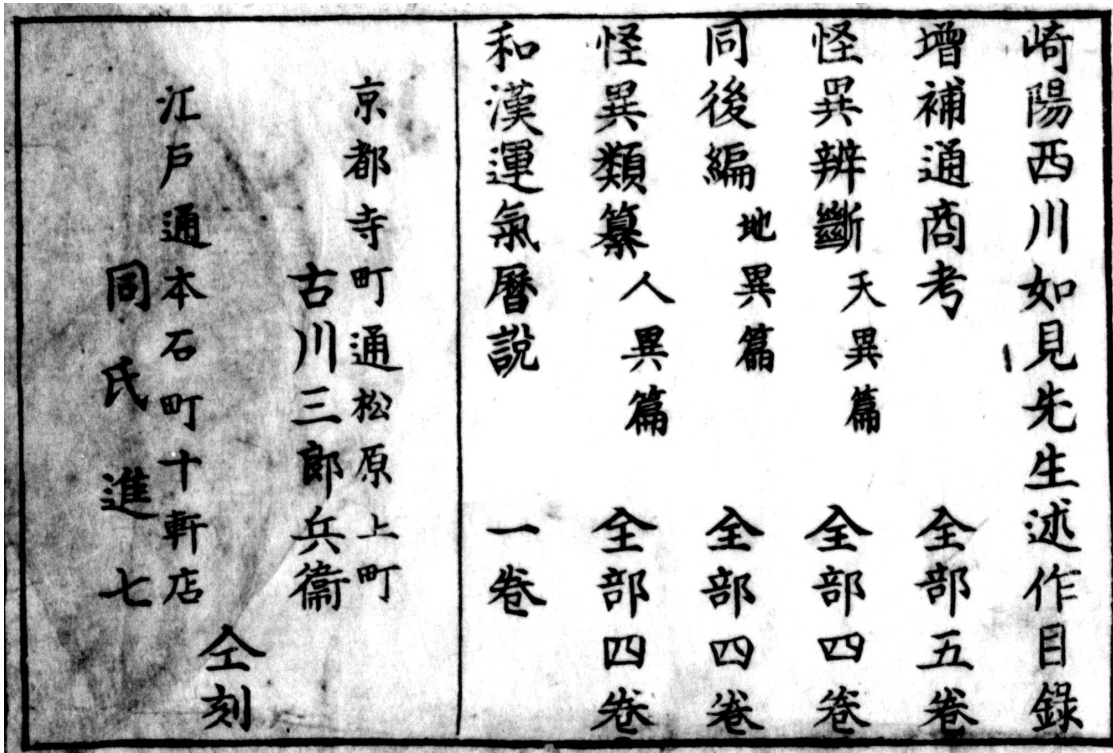 崎陽西川如見先生述作目錄
增補通商考 全部五卷
怪異辨斷 天異篇 全部四卷
同後編 地異篇 全部四卷
怪異類纂 人異篇 全部四卷
和漢運氣曆說 一卷
京都寺町通松原上町
古川三郎兵衞
江戶通本石町十軒店
同氏進七
仝刻